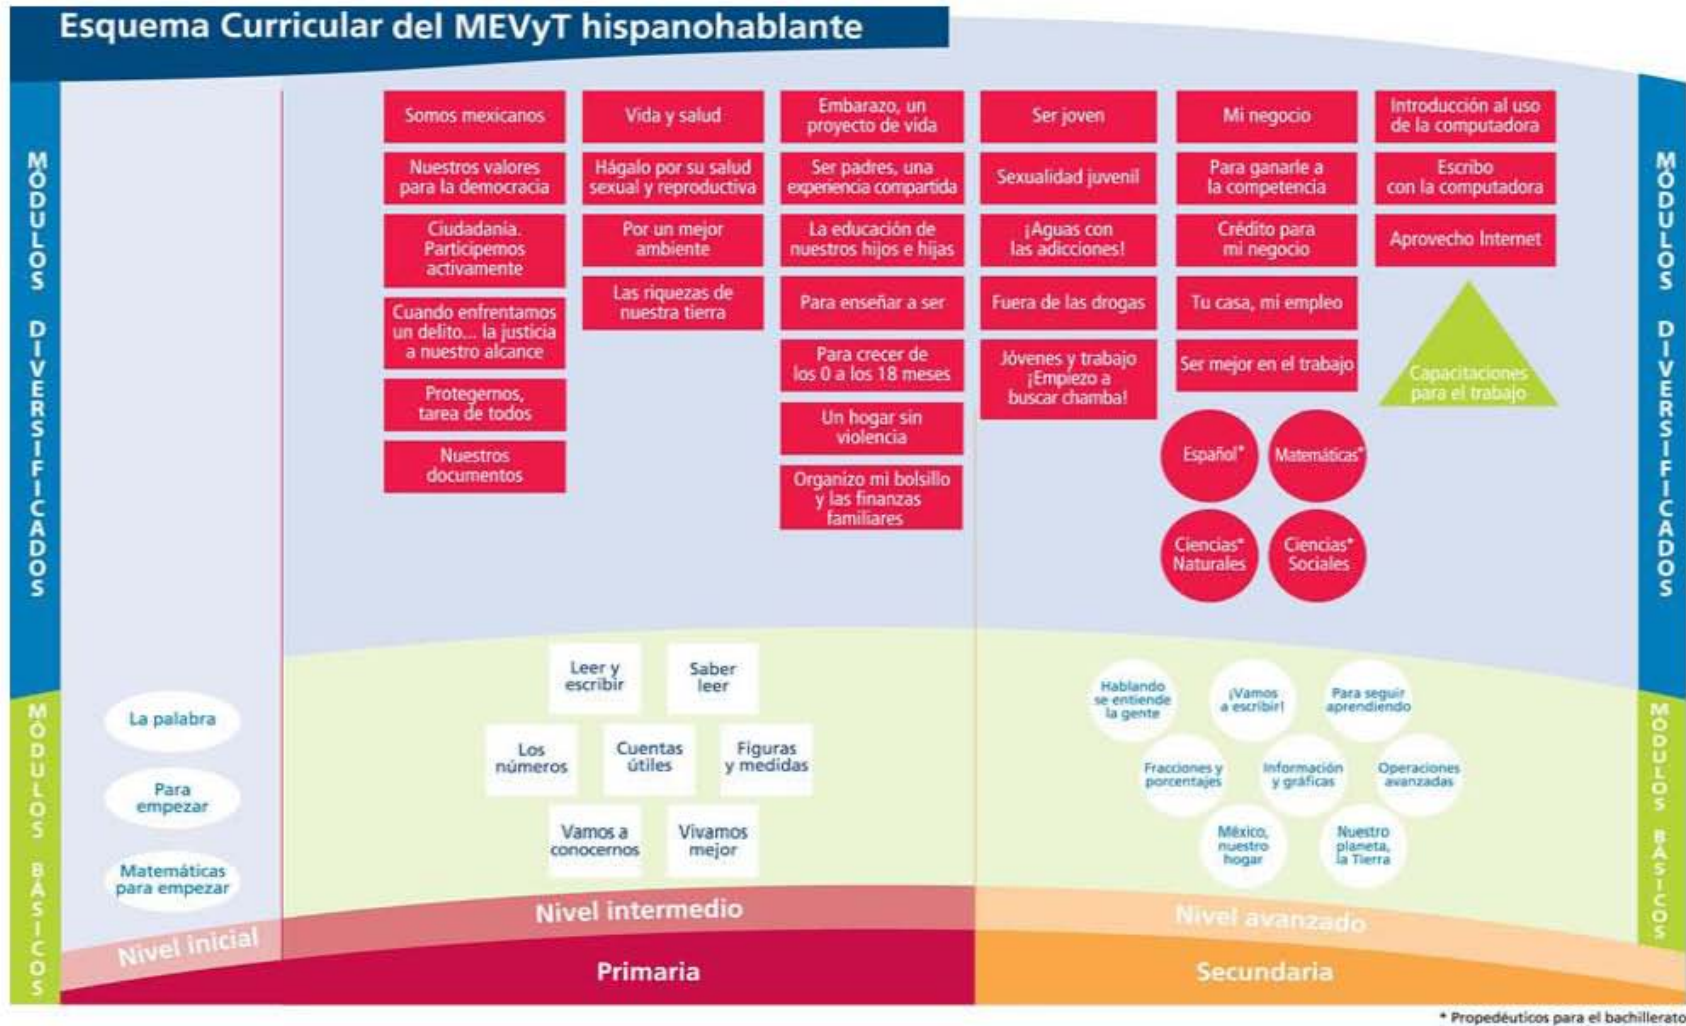 Esquema Curricular del MEVyT hispanohablante
MÓDULOS DIVERSIFICADOS
MÓDULOS BÁSICOS
Somos mexicanos
Nuestros valores
para la democracia
Ciudadanía.
Participemos
activamente
Cuando enfrentamos
un delito... la justicia
a nuestro alcance
Protegernos,
tarea de todos
Nuestros
documentos
Vida y salud
Hágalo por su salud
sexual y reproductiva
Por un mejor
ambiente
Las riquezas de
nuestra tierra
Embarazo, un
proyecto de vida
Ser padres, una
experiencia compartida
La educación de
nuestros hijos e hijas
Para enseñar a ser
Para crecer de
los 0 a los 18 meses
Un hogar sin
violencia
Organizo mi bolsillo
y las finanzas
familiares
Ser joven
Sexualidad juvenil
¡Aguas con
las adicciones!
Fuera de las drogas
Jóvenes y trabajo
¡Empiezo a
buscar chamba!
Mi negocio
Para ganarle a
la competencia
Crédito para
mi negocio
Tu casa, mi empleo
Ser mejor en el trabajo
Español*
Matemáticas*
Ciencias*
Naturales
Ciencias*
Sociales
Introducción al uso
de la computadora
Escribo
con la computadora
Aprovecho Internet
Capacitaciones
para el trabajo
MÓDULOS DIVERSIFICADOS
MÓDULOS BÁSICOS
La palabra
Para
empezar
Matemáticas
para empezar
Leer y
escribir
Saber
leer
Los
números
Cuentas
útiles
Figuras
y medidas
Vamos a
conocernos
Vivamos
mejor
Hablando
se entiende
la gente
¡Vamos
a escribir!
Para seguir
aprendiendo
Fracciones y
porcentajes
Información
y gráficas
Operaciones
avanzadas
México,
nuestro
hogar
Nuestro
planeta,
la Tierra
Nivel inicial
Nivel intermedio
Nivel avanzado
Primaria
Secundaria
* Propedéuticos para el bachillerato